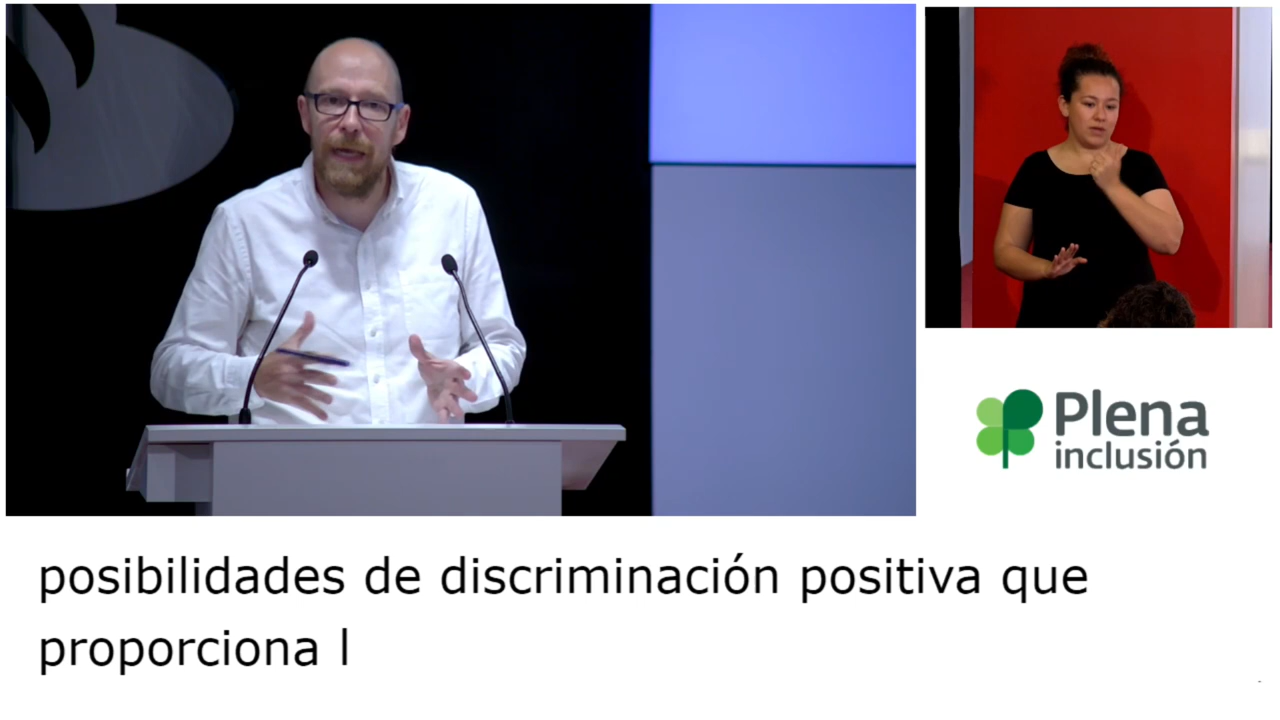 Plena
inclusión
posibilidades de discriminación positiva que
proporciona l